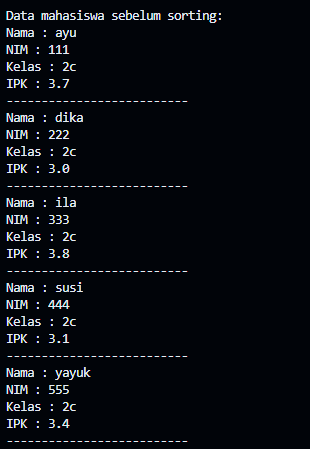 Data mahasiswa sebelum sorting:
Nama : ayu
NIM : 111
Kelas : 2c
IPK : 3.7
--------------------------
Nama : dika
NIM : 222
Kelas : 2c
IPK : 3.0
--------------------------
Nama : ila
NIM : 333
Kelas : 2c
IPK : 3.8
--------------------------
Nama : susi
NIM : 444
Kelas : 2c
IPK : 3.1
--------------------------
Nama : yayuk
NIM : 555
Kelas : 2c
IPK : 3.4
--------------------------